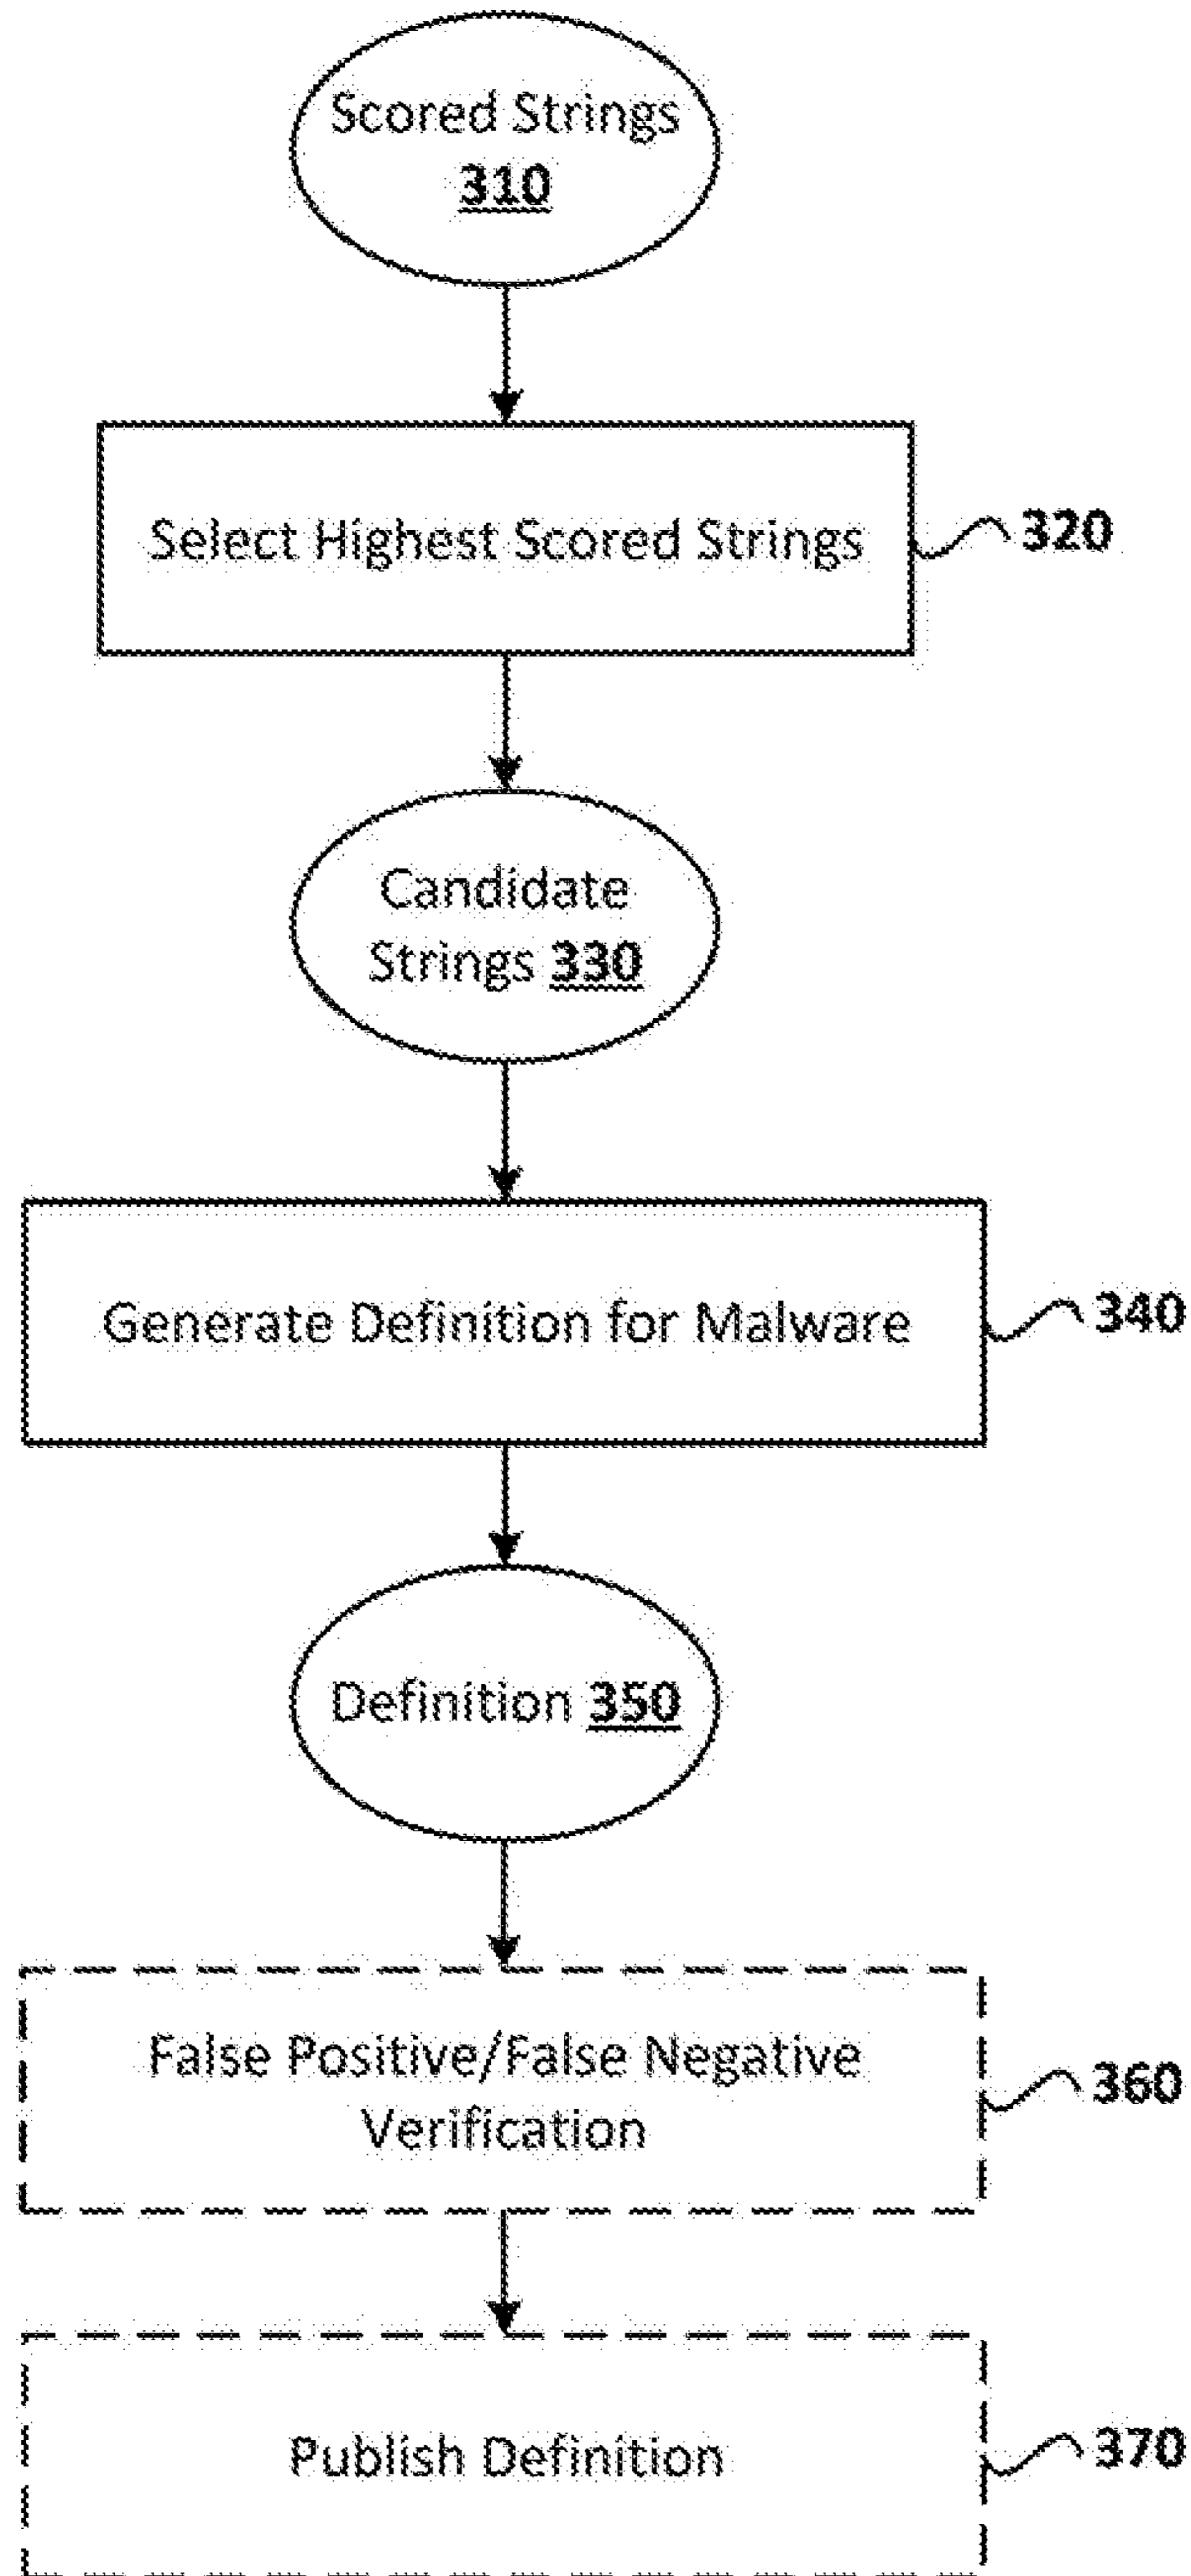 Scored Strings
310
Select Highest Scored Strings
320
Candidate
Strings 330
Generate Definition for Malware
340
Definition 350
False Positive/False Negative
Verification
360
Publish Definition
370